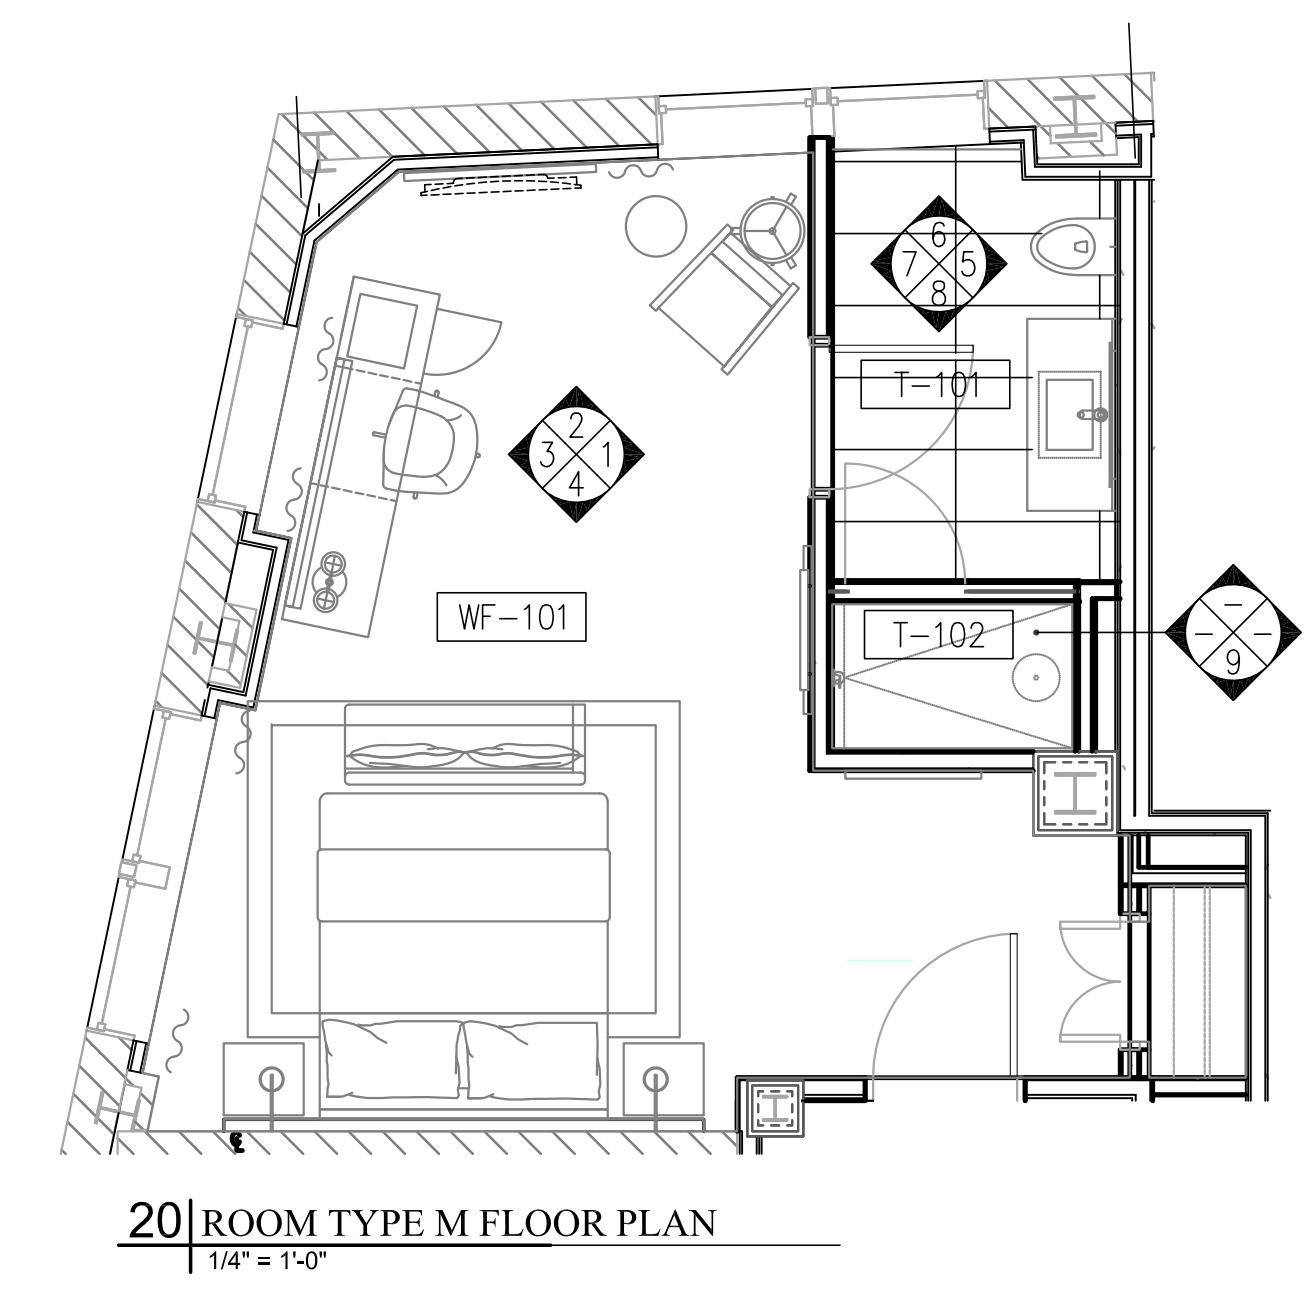 6
7 5
8
T-101
2
3 1
4
WF-101
T-102
–
– –
9
℄
20 ROOM TYPE M FLOOR PLAN
1/4" = 1'-0"